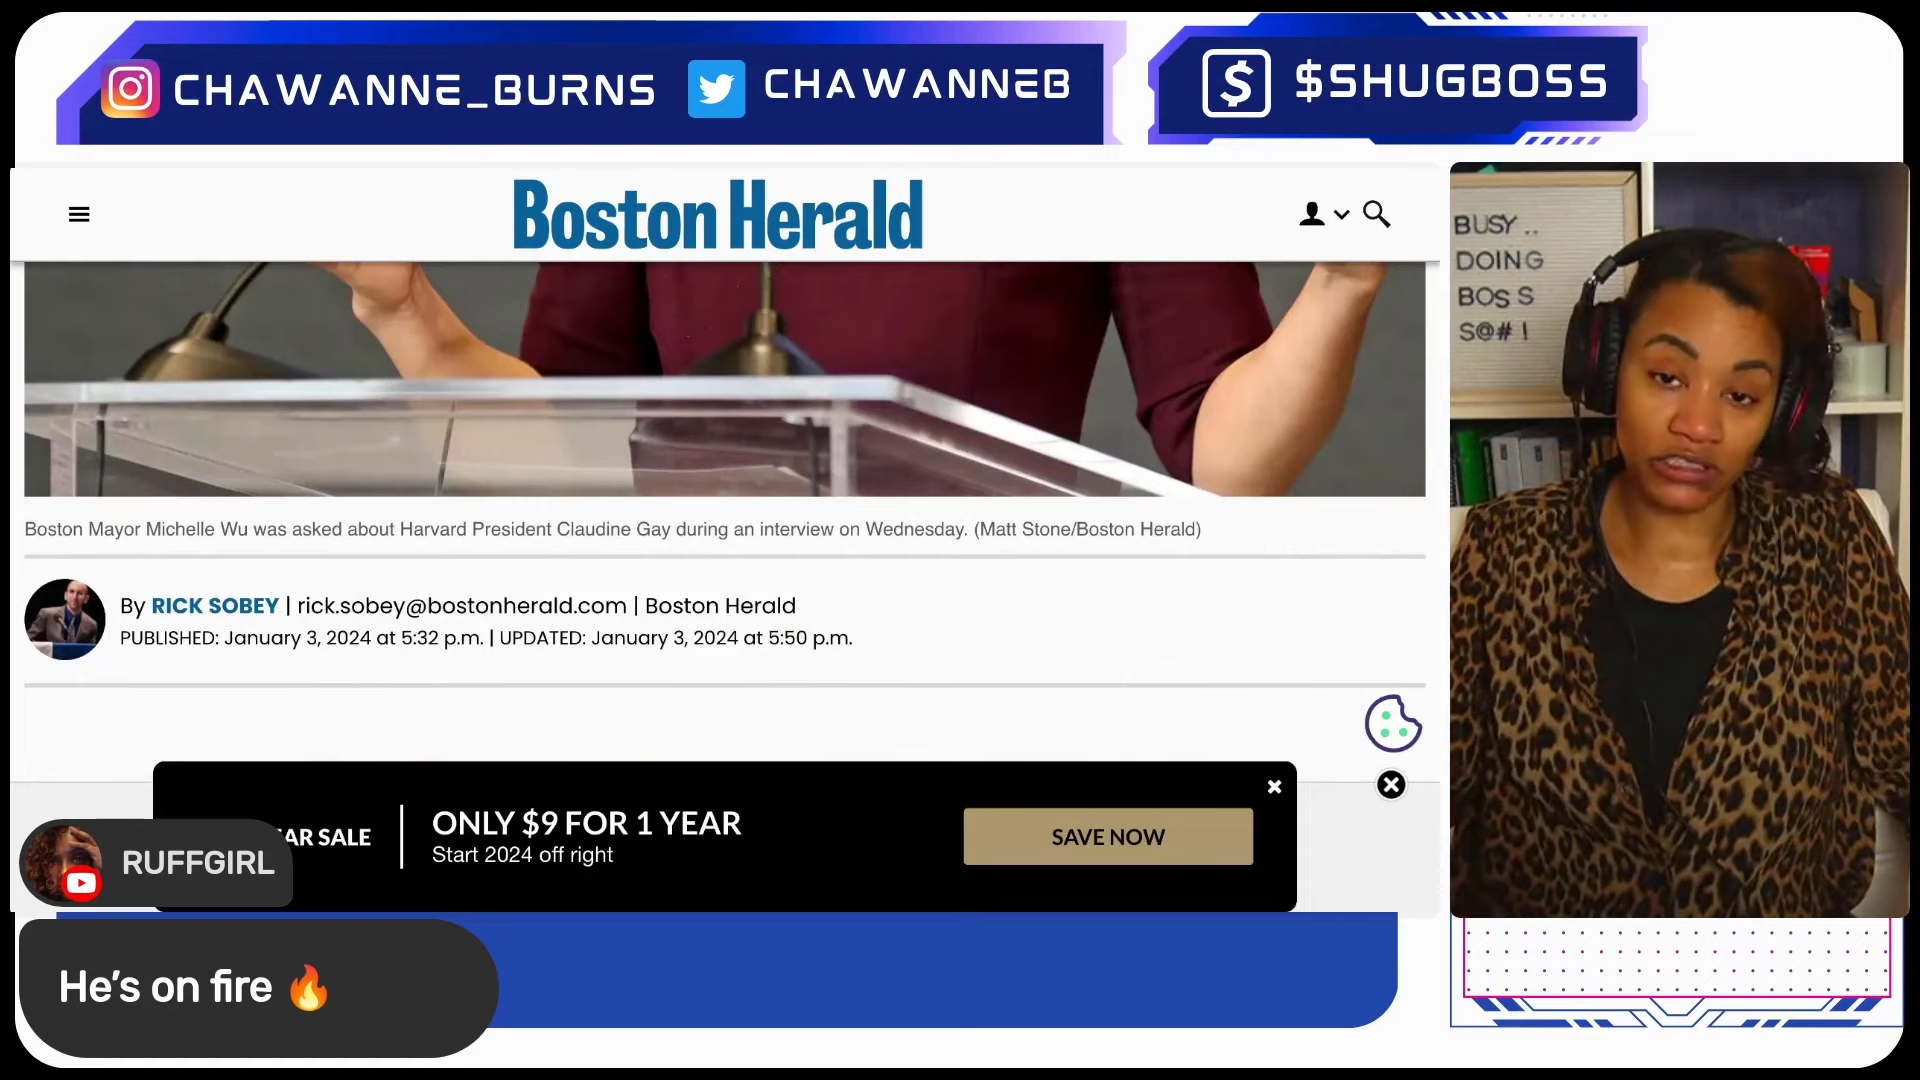 CHAWANNE_BURNS
CHAWANNEB
$SHUGBOSS
Boston Herald
BUSY ..
DOING
BOSS
S@#!
Boston Mayor Michelle Wu was asked about Harvard President Claudine Gay during an interview on Wednesday. (Matt Stone/Boston Herald)
By RICK SOBEY | rick.sobey@bostonherald.com | Boston Herald
PUBLISHED: January 3, 2024 at 5:32 p.m. | UPDATED: January 3, 2024 at 5:50 p.m.
SALE
ONLY $9 FOR 1 YEAR
Start 2024 off right
SAVE NOW
RUFFGIRL
He's on fire 🔥